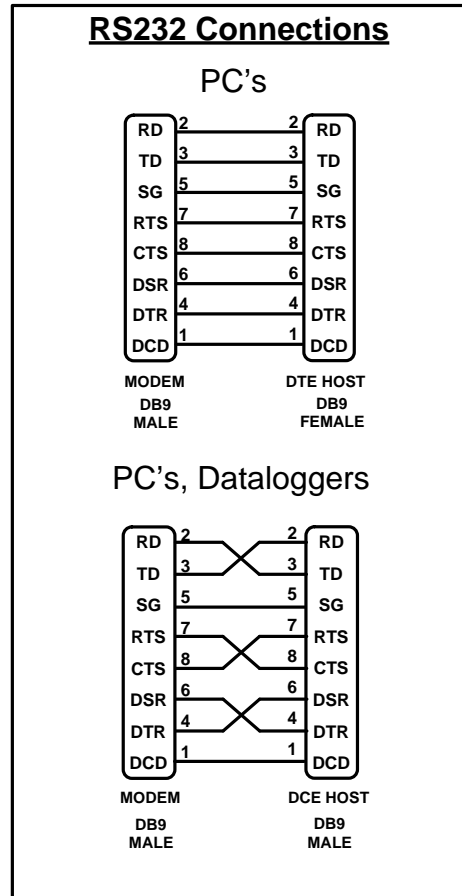 RS232 Connections
PC's
RD 2 2 RD
TD 3 3 TD
SG 5 5 SG
RTS 7 7 RTS
CTS 8 8 CTS
DSR 6 6 DSR
DTR 4 4 DTR
DCD 1 1 DCD
MODEM DTE HOST
DB9 DB9
MALE FEMALE
PC's, Dataloggers
RD 2 2 RD
TD 3 3 TD
SG 5 5 SG
RTS 7 7 RTS
CTS 8 8 CTS
DSR 6 6 DSR
DTR 4 4 DTR
DCD 1 1 DCD
MODEM DCE HOST
DB9 DB9
MALE MALE